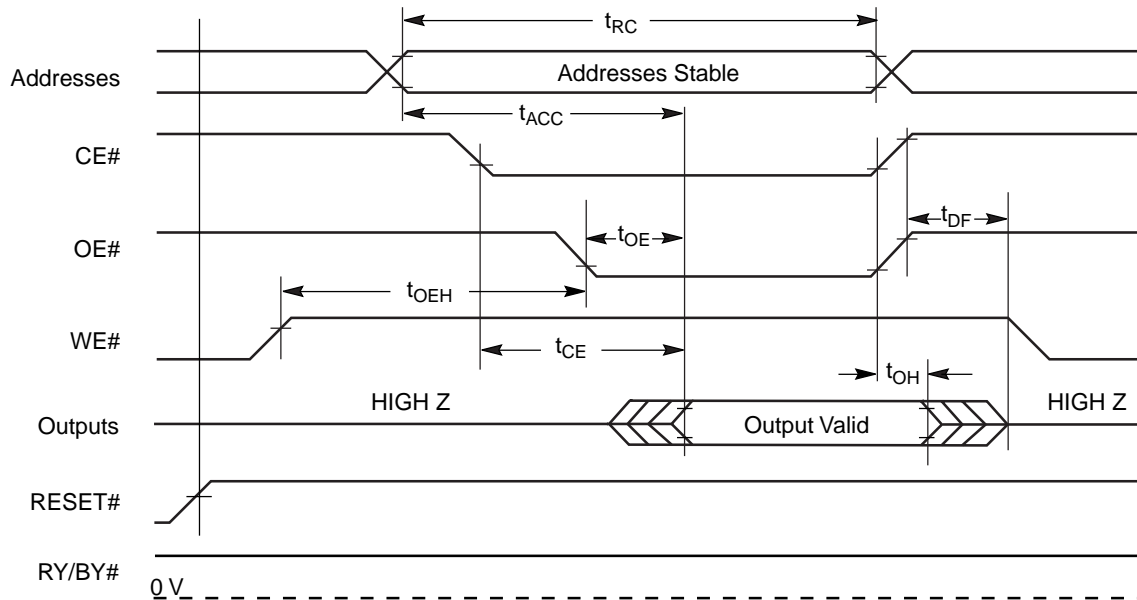 tRC
Addresses
Addresses Stable
tACC
CE#
tDF
tOE
OE#
tOEH
WE#
tCE
tOH
HIGH Z
HIGH Z
Outputs
Output Valid
RESET#
RY/BY#
0 V